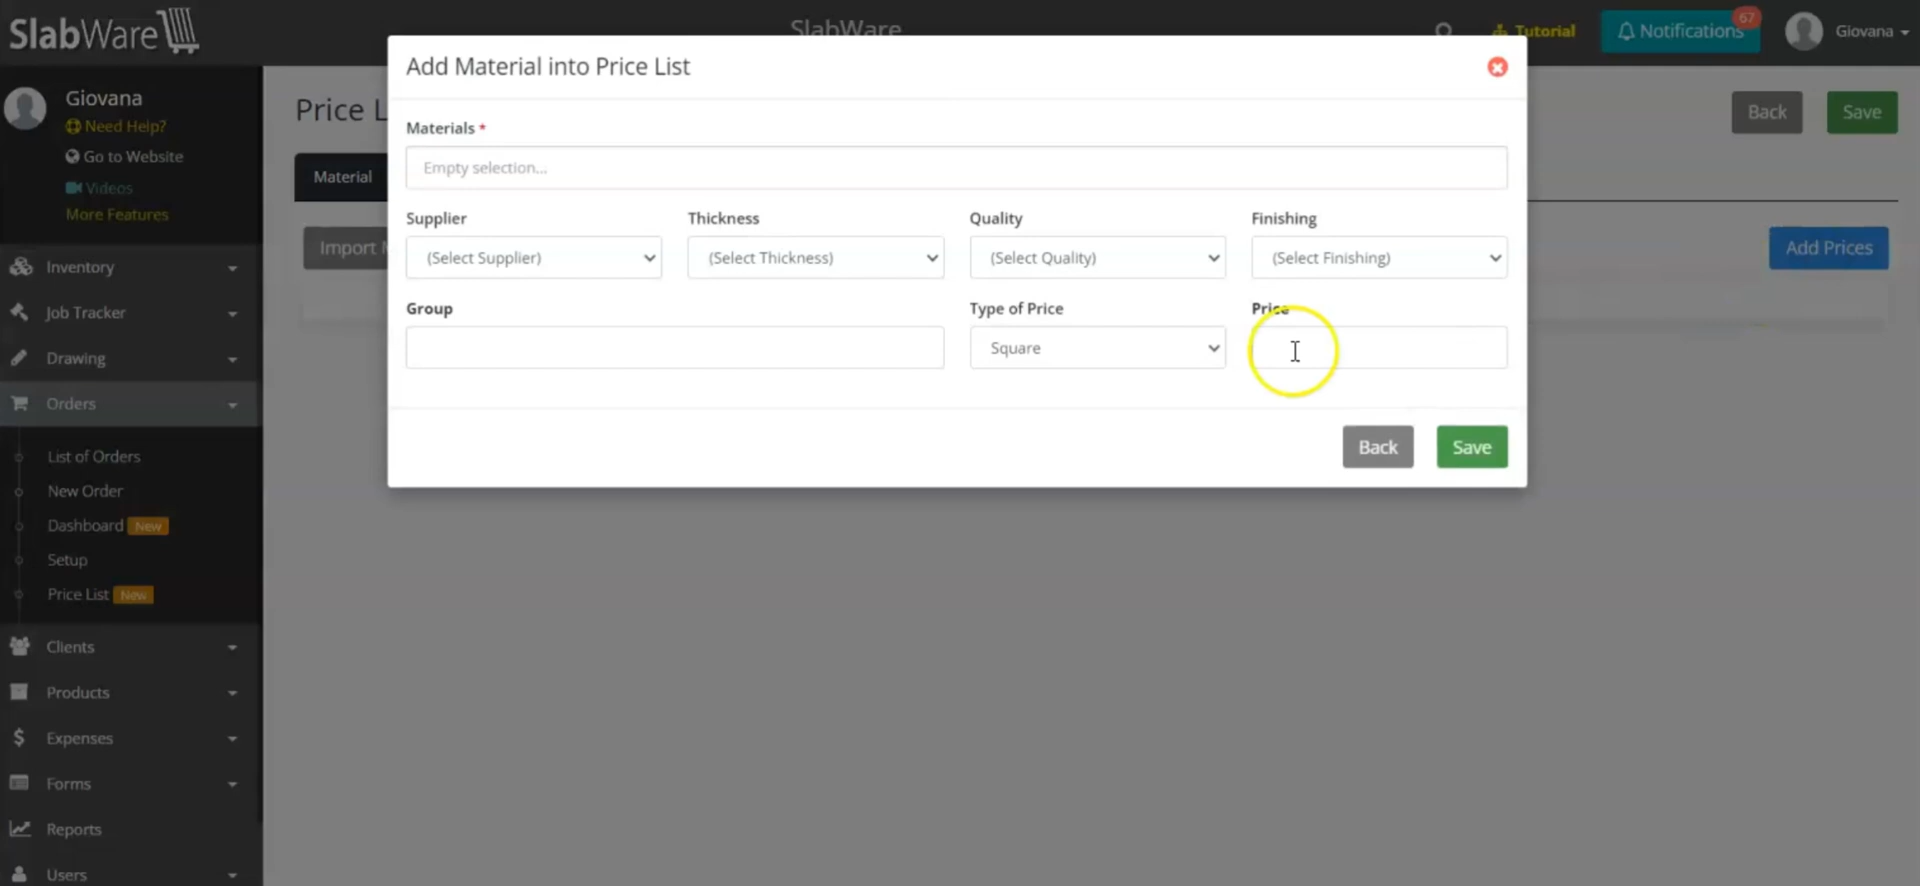 SlabWare
SlabWare
Tutorial
Notifications
67
Giovana
Giovana
Need Help?
Go to Website
Videos
More Features
Inventory
Job Tracker
Drawing
Orders
List of Orders
New Order
Dashboard New
Setup
Price List New
Clients
Products
Expenses
Forms
Reports
Users
Price L
Back
Save
Material
Import
Add Prices
Add Material into Price List
Materials *
Empty selection...
Supplier
Thickness
Quality
Finishing
(Select Supplier)
(Select Thickness)
(Select Quality)
(Select Finishing)
Group
Type of Price
Price
Square
Back
Save